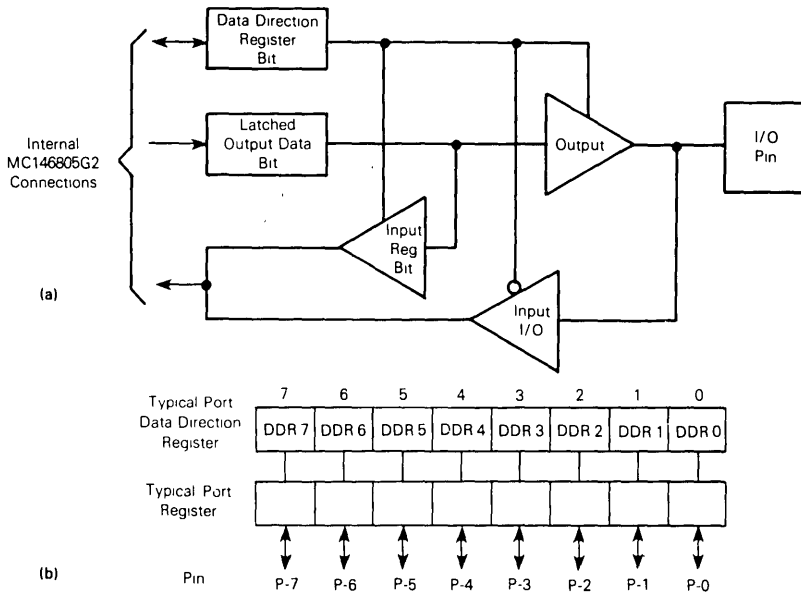 Data Direction
Register
Bit
Latched
Output Data
Bit
Output
I/O
Pin
Internal
MC146805G2
Connections
Input
Reg
Bit
Input
I/O
(a)
7 6 5 4 3 2 1 0
Typical Port
Data Direction
Register
DDR 7 DDR 6 DDR 5 DDR 4 DDR 3 DDR 2 DDR 1 DDR 0
Typical Port
Register
(b)
Pin P-7 P-6 P-5 P-4 P-3 P-2 P-1 P-0